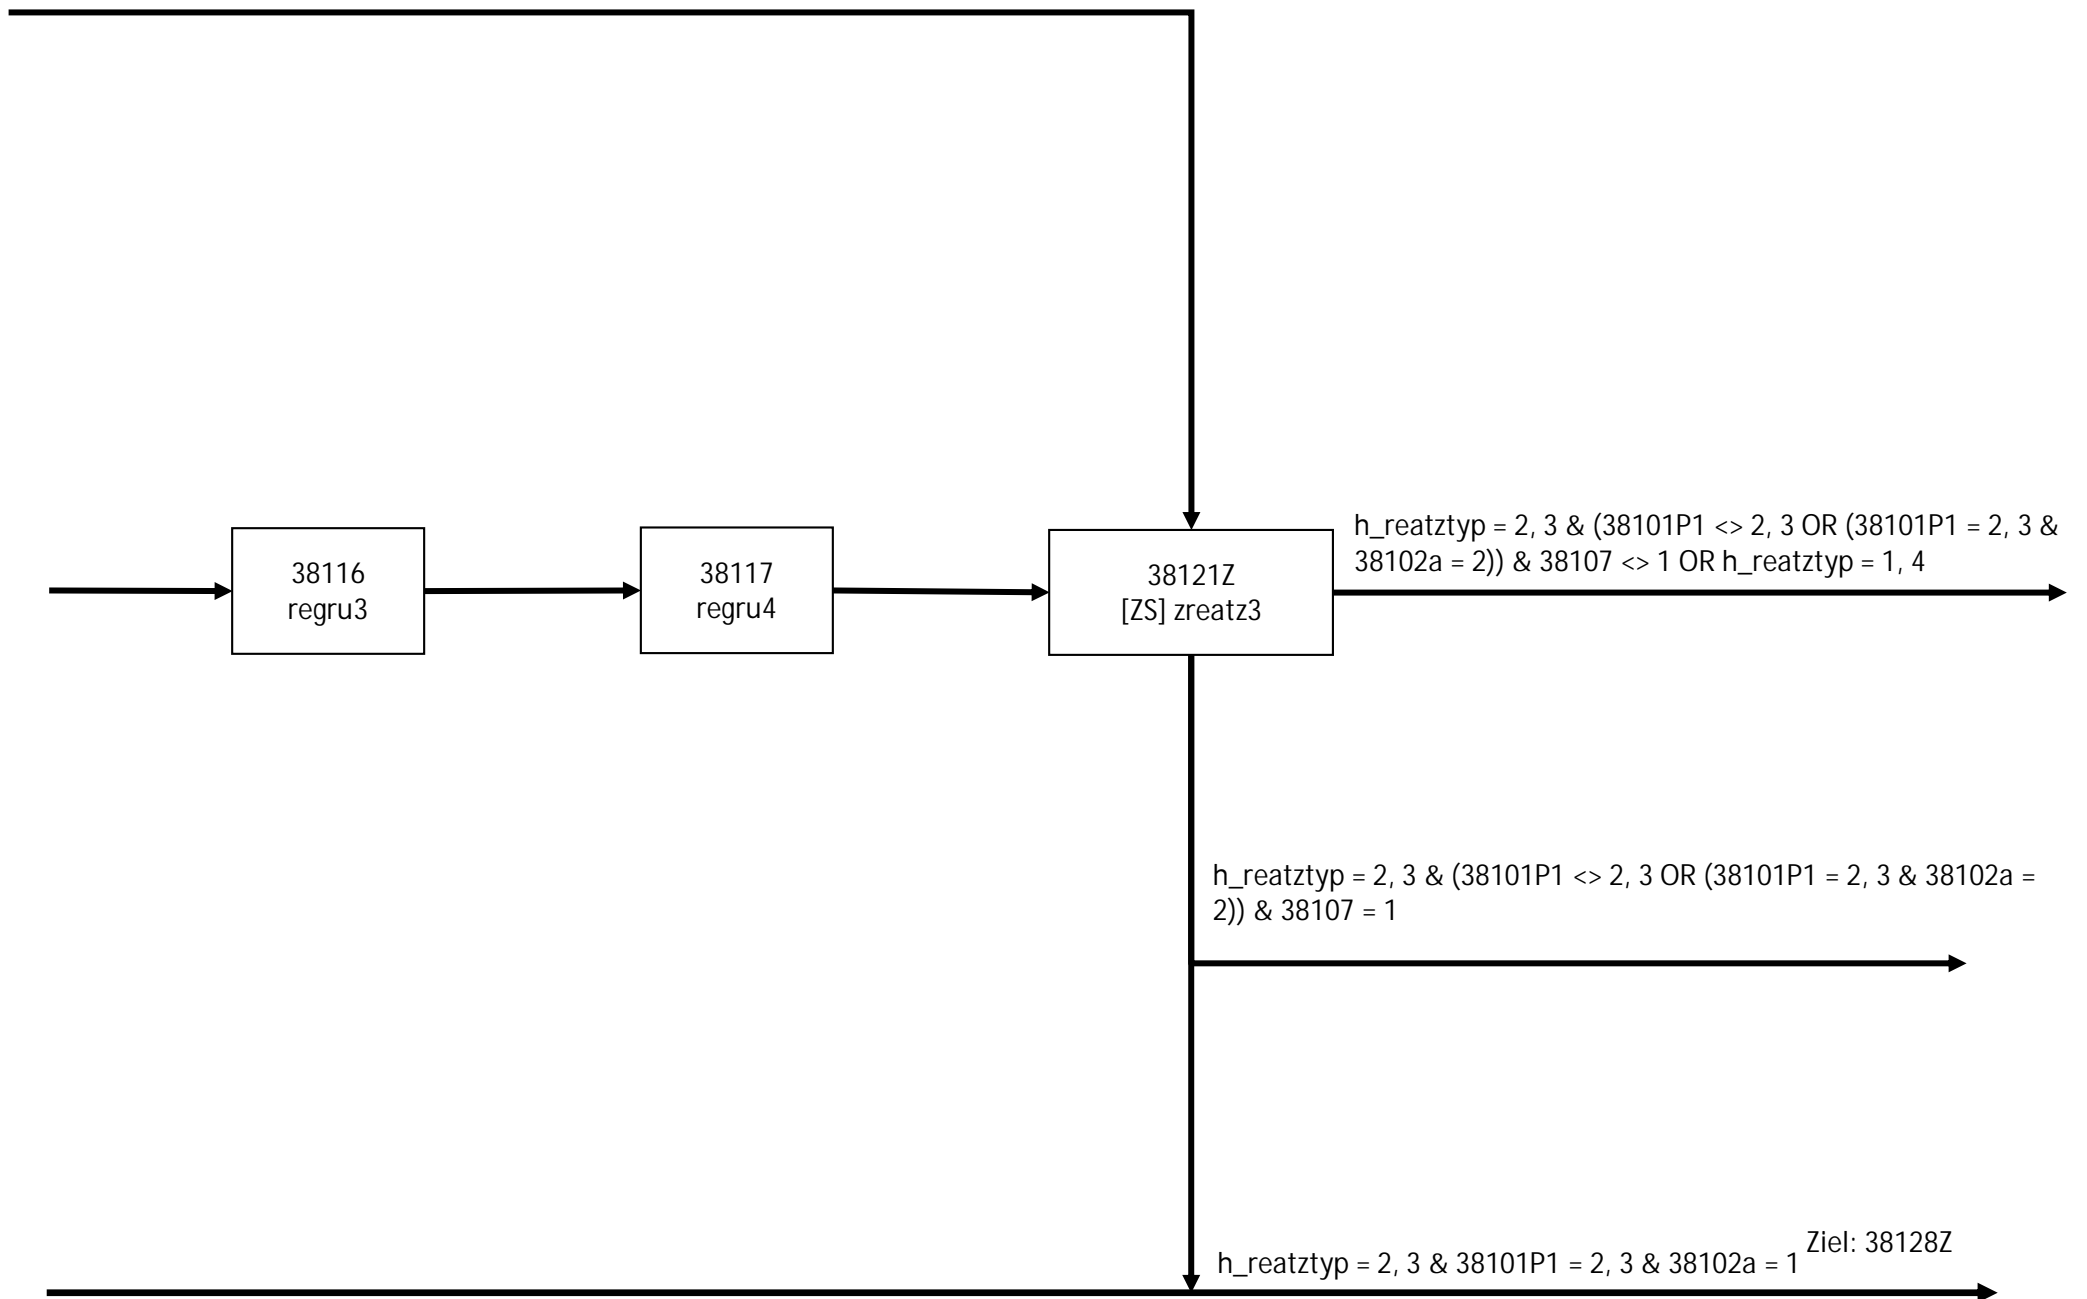 38116
regru3
38117
regru4
38121Z
[ZS] zreatz3
h_reatztyp = 2, 3 & (38101P1 <> 2, 3 OR (38101P1 = 2, 3 &
38102a = 2)) & 38107 <> 1 OR h_reatztyp = 1, 4
h_reatztyp = 2, 3 & (38101P1 <> 2, 3 OR (38101P1 = 2, 3 & 38102a =
2)) & 38107 = 1
h_reatztyp = 2, 3 & 38101P1 = 2, 3 & 38102a = 1
Ziel: 38128Z